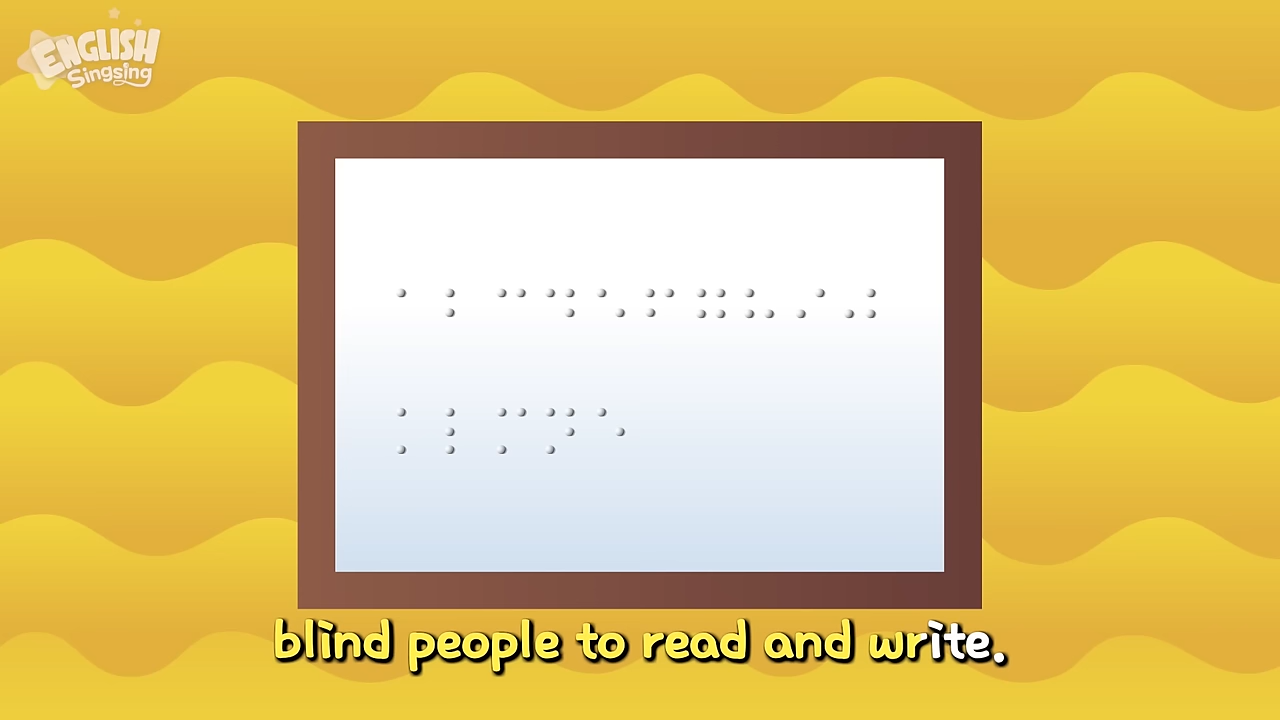 ENGLISH
Singsing
⠁ ⠃ ⠉ ⠙ ⠑ ⠋ ⠛ ⠓ ⠊ ⠚
⠅ ⠇ ⠍ ⠝ ⠑
blind people to read and write.